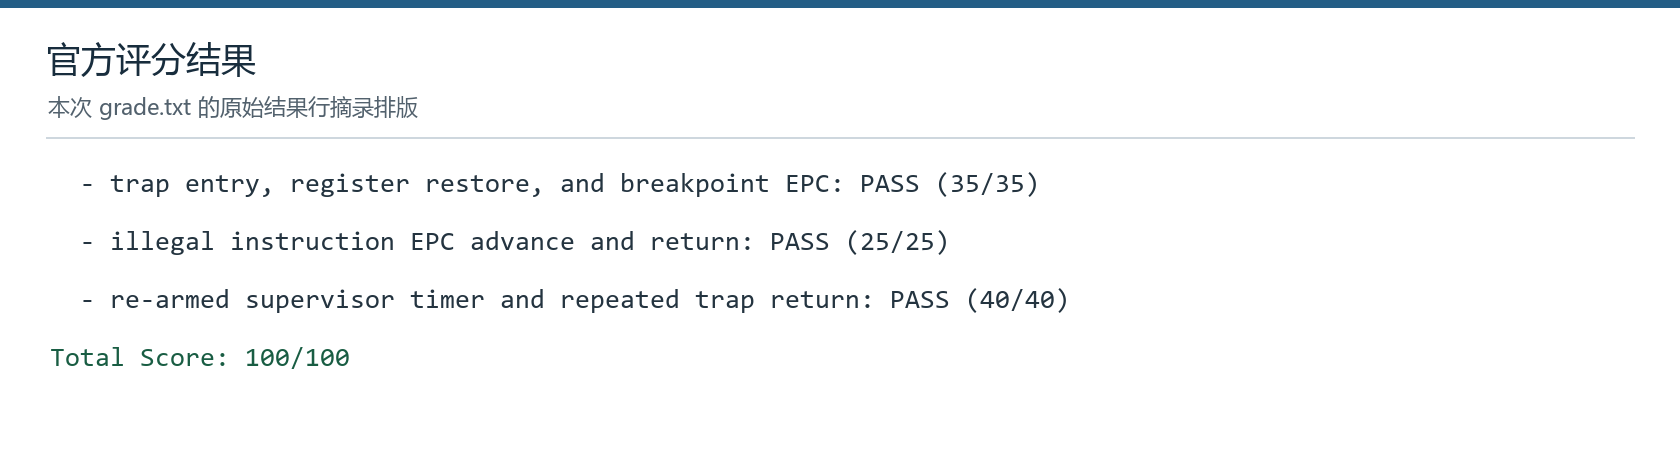 官方评分结果
本次 grade.txt 的原始结果行摘录排版
- trap entry, register restore, and breakpoint EPC: PASS (35/35)
- illegal instruction EPC advance and return: PASS (25/25)
- re-armed supervisor timer and repeated trap return: PASS (40/40)
Total Score: 100/100